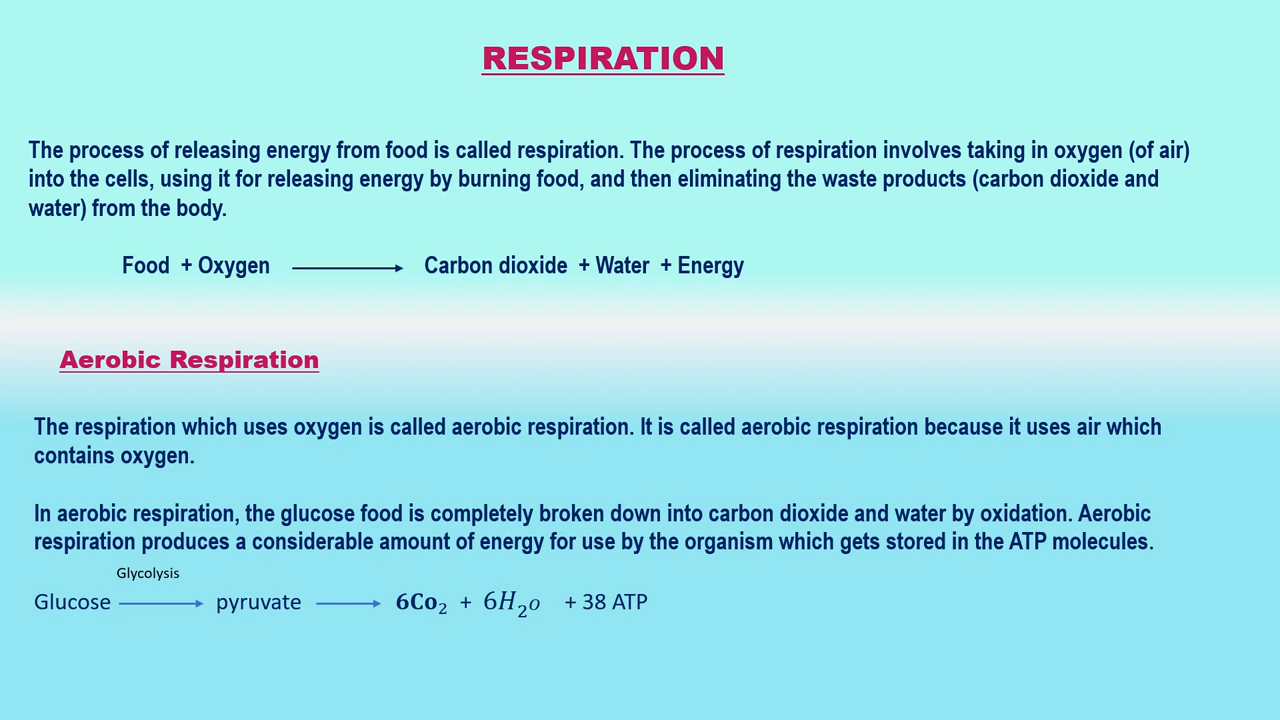 RESPIRATION
The process of releasing energy from food is called respiration. The process of respiration involves taking in oxygen (of air)
into the cells, using it for releasing energy by burning food, and then eliminating the waste products (carbon dioxide and
water) from the body.
Food + Oxygen ⟶ Carbon dioxide + Water + Energy
Aerobic Respiration
The respiration which uses oxygen is called aerobic respiration. It is called aerobic respiration because it uses air which
contains oxygen.
In aerobic respiration, the glucose food is completely broken down into carbon dioxide and water by oxidation. Aerobic
respiration produces a considerable amount of energy for use by the organism which gets stored in the ATP molecules.
Glycolysis
Glucose ⟶ pyruvate ⟶ 6Co₂ + 6H₂o + 38 ATP